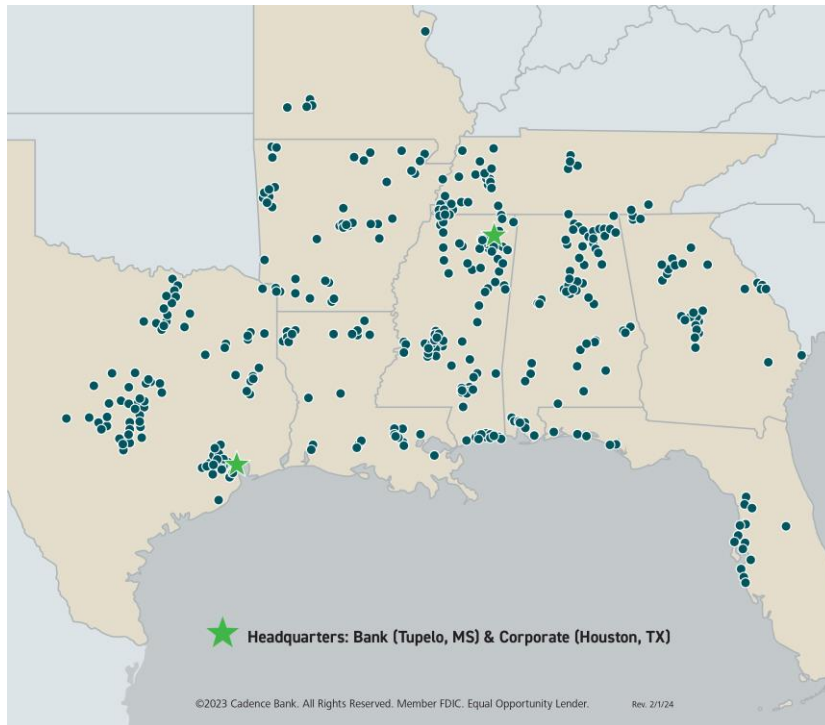 Headquarters: Bank (Tupelo, MS) & Corporate (Houston, TX)
©2023 Cadence Bank. All Rights Reserved. Member FDIC. Equal Opportunity Lender. Rev. 2/1/24